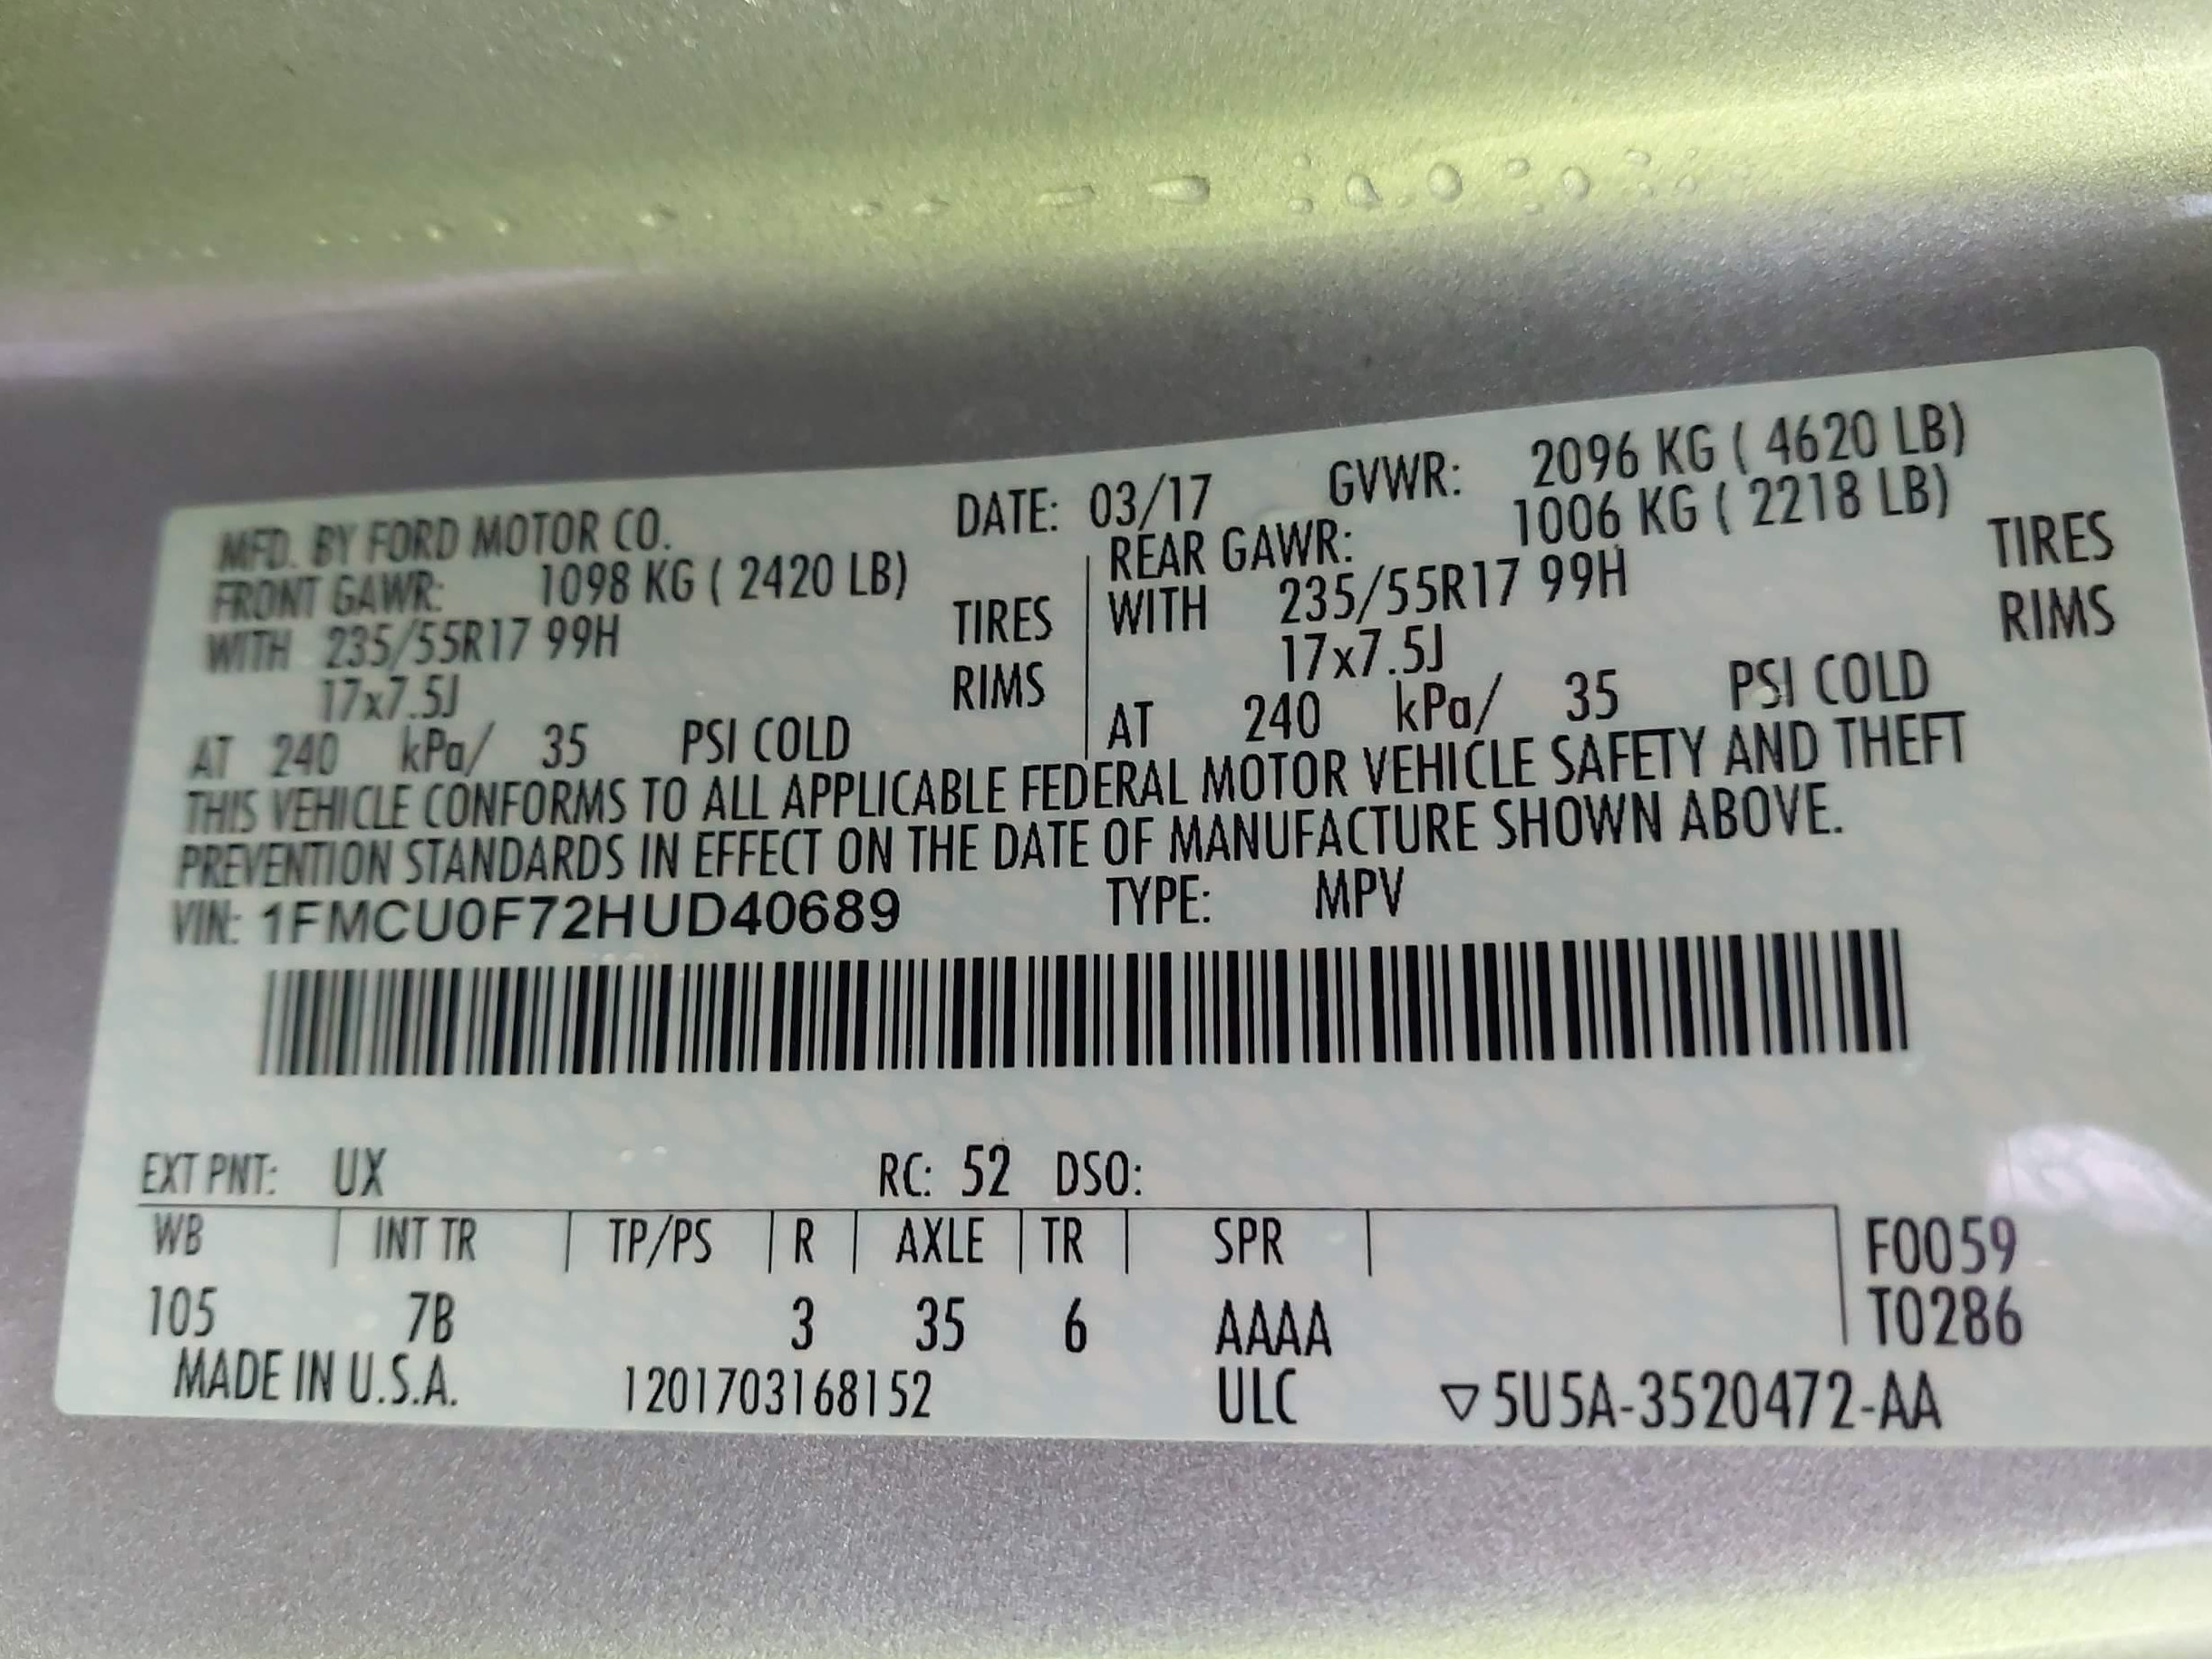 MFD. BY FORD MOTOR CO. DATE: 03/17 GVWR: 2096 KG ( 4620 LB)
FRONT GAWR: 1098 KG ( 2420 LB) REAR GAWR: 1006 KG ( 2218 LB)
WITH 235/55R17 99H TIRES WITH 235/55R17 99H TIRES
17x7.5J RIMS 17x7.5J RIMS
AT 240 kPa/ 35 PSI COLD AT 240 kPa/ 35 PSI COLD
THIS VEHICLE CONFORMS TO ALL APPLICABLE FEDERAL MOTOR VEHICLE SAFETY AND THEFT
PREVENTION STANDARDS IN EFFECT ON THE DATE OF MANUFACTURE SHOWN ABOVE.
VIN: 1FMCU0F72HUD40689 TYPE: MPV
EXT PNT: UX RC: 52 DSO:
WB INT TR TP/PS R AXLE TR SPR F0059
105 7B 3 35 6 AAAA T0286
MADE IN U.S.A. 1201703168152 ULC ▽5U5A-3520472-AA